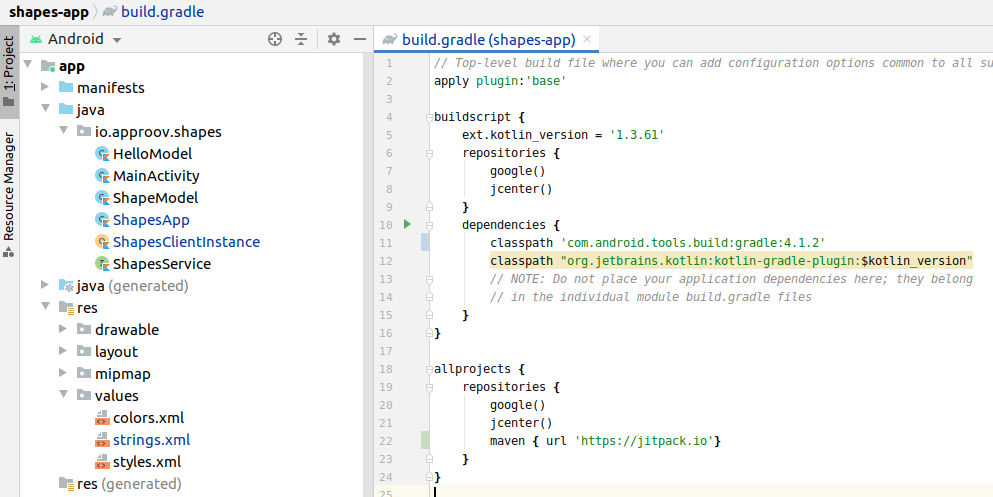 shapes-app build.gradle
1: Project
Resource Manager
Android
app
manifests
java
io.approov.shapes
HelloModel
MainActivity
ShapeModel
ShapesApp
ShapesClientInstance
ShapesService
java (generated)
res
drawable
layout
mipmap
values
colors.xml
strings.xml
styles.xml
res (generated)
build.gradle (shapes-app)
1 // Top-level build file where you can add configuration options common to all su
2 apply plugin:'base'
3
4 buildscript {
5 ext.kotlin_version = '1.3.61'
6 repositories {
7 google()
8 jcenter()
9 }
10 dependencies {
11 classpath 'com.android.tools.build:gradle:4.1.2'
12 classpath "org.jetbrains.kotlin:kotlin-gradle-plugin:$kotlin_version"
13 // NOTE: Do not place your application dependencies here; they belong
14 // in the individual module build.gradle files
15 }
16 }
17
18 allprojects {
19 repositories {
20 google()
21 jcenter()
22 maven { url 'https://jitpack.io'}
23 }
24 }
25